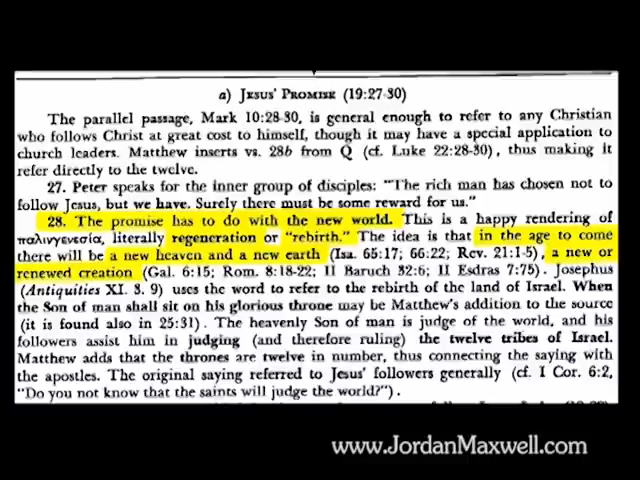 a) JESUS' PROMISE (19:27-30)
The parallel passage, Mark 10:28-30, is general enough to refer to any Christian
who follows Christ at great cost to himself, though it may have a special application to
church leaders. Matthew inserts vs. 28b from Q (cf. Luke 22:28-30), thus making it
refer directly to the twelve.
27. Peter speaks for the inner group of disciples: "The rich man has chosen not to
follow Jesus, but we have. Surely there must be some reward for us."
28. The promise has to do with the new world. This is a happy rendering of
παλινγενεσία, literally regeneration or "rebirth." The idea is that in the age to come
there will be a new heaven and a new earth (Isa. 65:17; 66:22; Rev. 21:1-5), a new or
renewed creation (Gal. 6:15; Rom. 8:18-22; II Baruch 32:6; II Esdras 7:75). Josephus
(Antiquities XI. 3. 9) uses the word to refer to the rebirth of the land of Israel. When
the Son of man shall sit on his glorious throne may be Matthew's addition to the source
(it is found also in 25:31). The heavenly Son of man is judge of the world, and his
followers assist him in judging (and therefore ruling) the twelve tribes of Israel.
Matthew adds that the thrones are twelve in number, thus connecting the saying with
the apostles. The original saying referred to Jesus' followers generally (cf. I Cor. 6:2,
"Do you not know that the saints will judge the world?").
www.JordanMaxwell.com